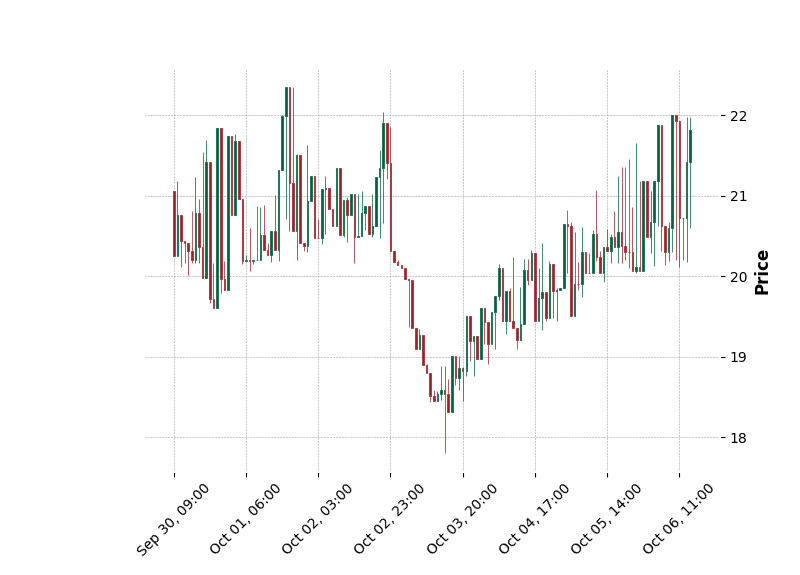 22
21
20
19
18
Price
Sep 30, 09:00
Oct 01, 06:00
Oct 02, 03:00
Oct 02, 23:00
Oct 03, 20:00
Oct 04, 17:00
Oct 05, 14:00
Oct 06, 11:00